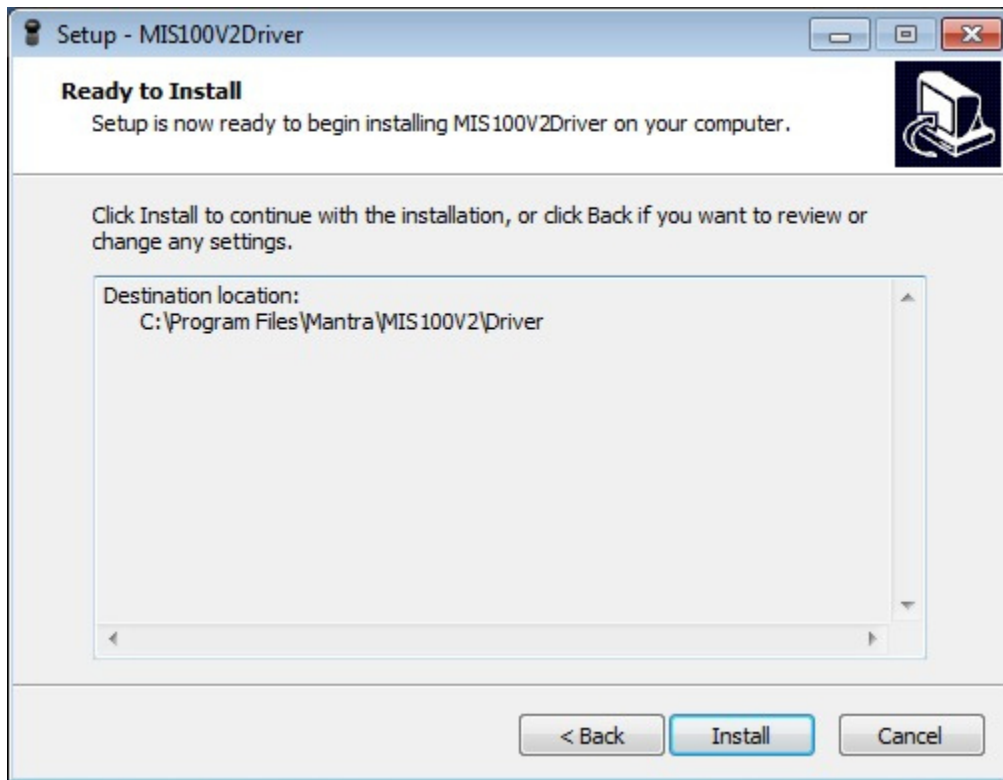 Setup - MIS100V2Driver
Ready to Install
Setup is now ready to begin installing MIS100V2Driver on your computer.
Click Install to continue with the installation, or click Back if you want to review or
change any settings.
Destination location:
C:\Program Files\Mantra\MIS100V2\Driver
< Back
Install
Cancel